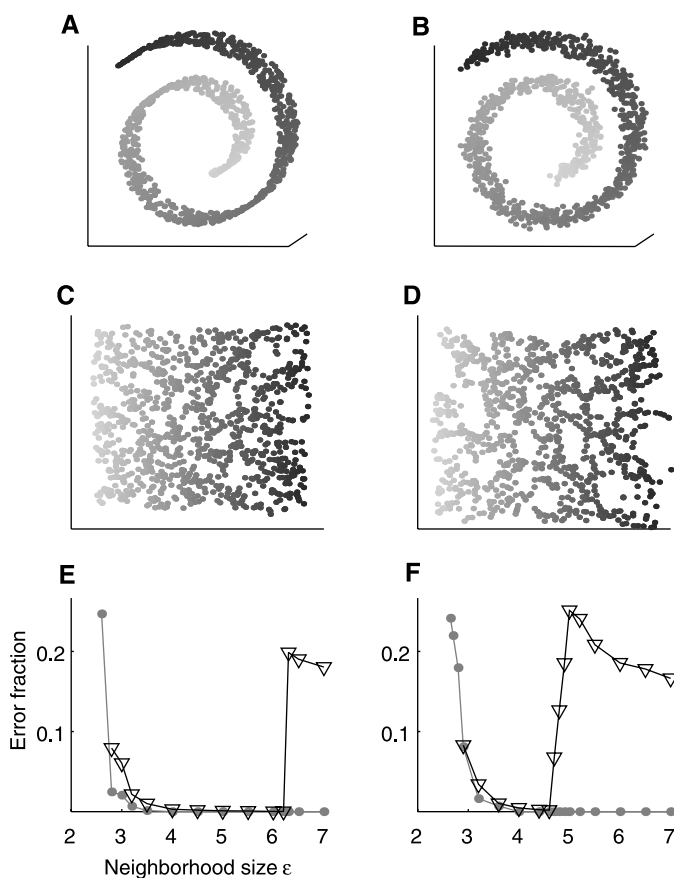 A
B
C
D
E
F
Error fraction
0.2
0.1
0.2
0.1
2 3 4 5 6 7
2 3 4 5 6 7
Neighborhood size ε